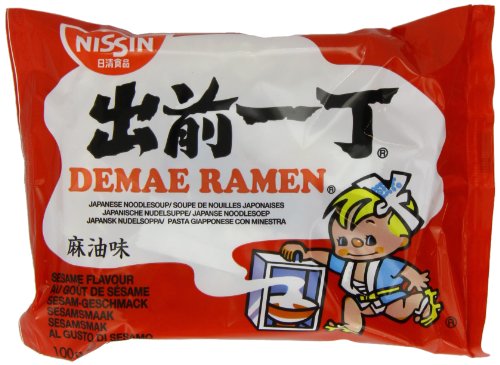 NISSIN
日清食品
出前一丁®
DEMAE RAMEN®
JAPANESE NOODLESOUP/ SOUPE DE NOUILLES JAPONAISES
JAPANISCHE NUDELSUPPE/ JAPANSE NOODLESOEP
JAPANSK NUDELSOPPA/ PASTA GIAPPONESE CON MINESTRA
麻油味
SESAME FLAVOUR
AU GOÛT DE SÉSAME
SESAM-GESCHMACK
SESAMSMAAK
SESAMSMAK
AL GUSTO DI SESAMO
100g
®